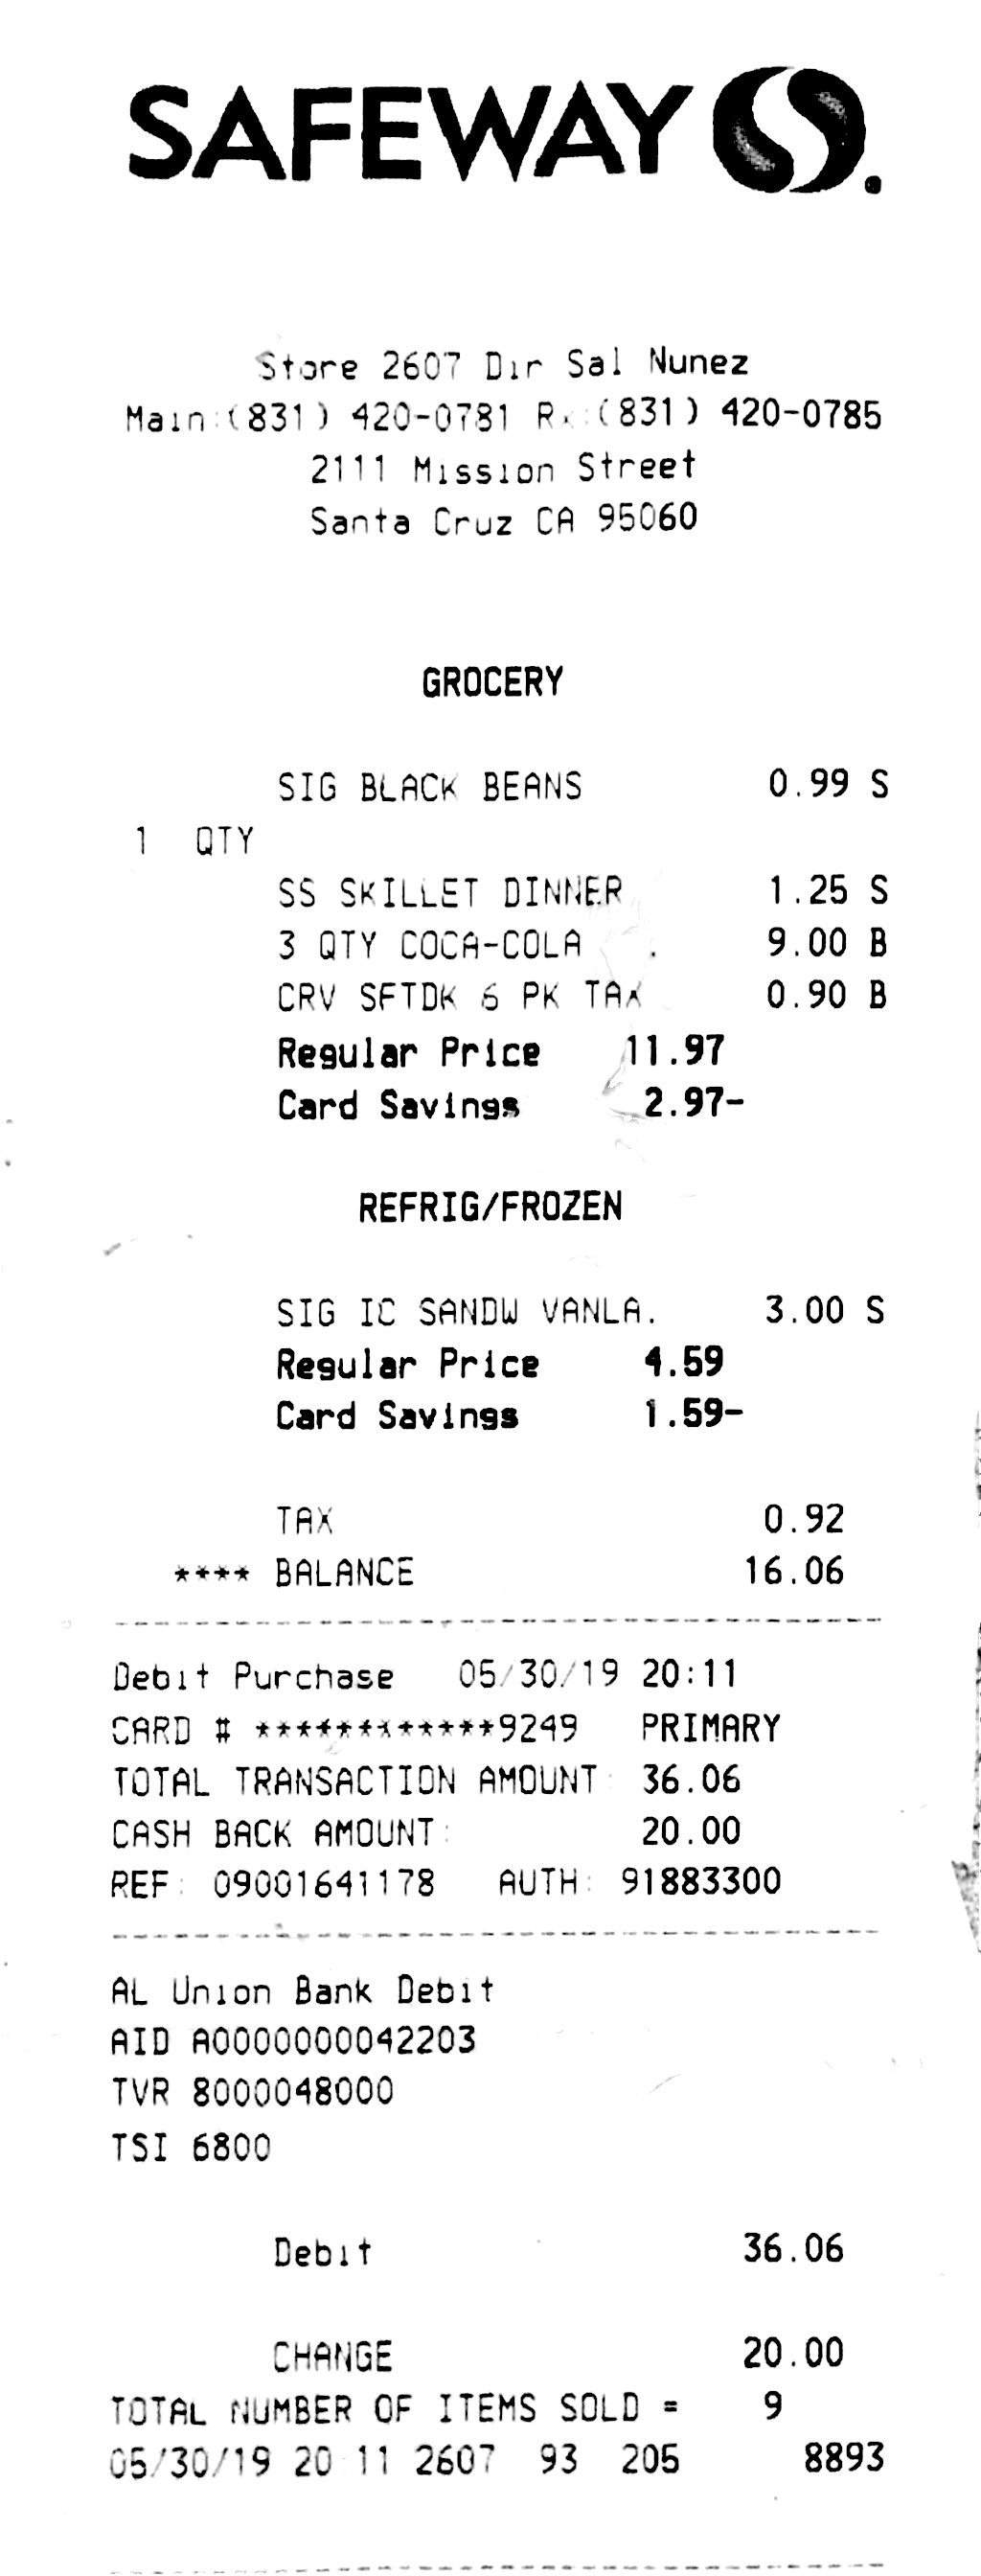 SAFEWAY
Store 2607 Dir Sal Nunez
Main:(831) 420-0781 Rx:(831) 420-0785
2111 Mission Street
Santa Cruz CA 95060
GROCERY
SIG BLACK BEANS 0.99 S
1 QTY
SS SKILLET DINNER 1.25 S
3 QTY COCA-COLA 9.00 B
CRV SFTDK 6 PK TAX 0.90 B
Regular Price 11.97
Card Savings 2.97-
REFRIG/FROZEN
SIG IC SANDW VANLA. 3.00 S
Regular Price 4.59
Card Savings 1.59-
TAX 0.92
**** BALANCE 16.06
Debit Purchase 05/30/19 20:11
CARD # ************9249 PRIMARY
TOTAL TRANSACTION AMOUNT: 36.06
CASH BACK AMOUNT: 20.00
REF: 09001641178 AUTH: 91883300
AL Union Bank Debit
AID A0000000042203
TVR 8000048000
TSI 6800
Debit 36.06
CHANGE 20.00
TOTAL NUMBER OF ITEMS SOLD = 9
05/30/19 20:11 2607 93 205 8893